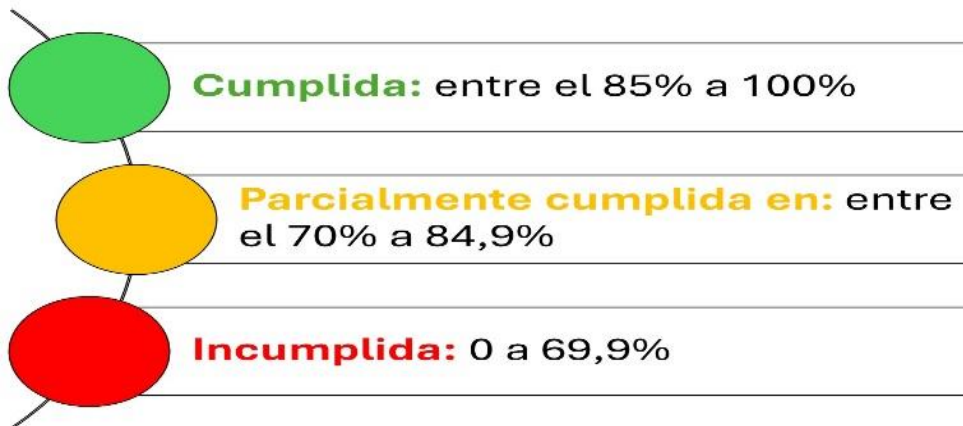 Cumplida: entre el 85% a 100%
Parcialmente cumplida en: entre
el 70% a 84,9%
Incumplida: 0 a 69,9%